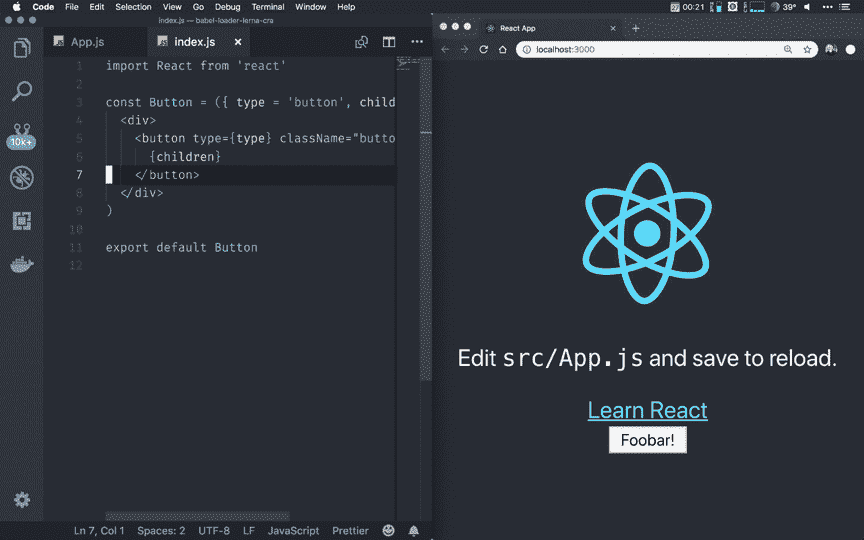 Code File Edit Selection View Go Debug Terminal Window Help 00:21 39°
index.js — babel-loader-lerna-cra
App.js index.js
1 import React from 'react'
2
3 const Button = ({ type = 'button', child
4 <div>
5 <button type={type} className="butto
6 {children}
7 </button>
8 </div>
9 )
10
11 export default Button
12
10k+
Ln 7, Col 1 Spaces: 2 UTF-8 LF JavaScript Prettier
React App
localhost:3000
Edit src/App.js and save to reload.
Learn React
Foobar!